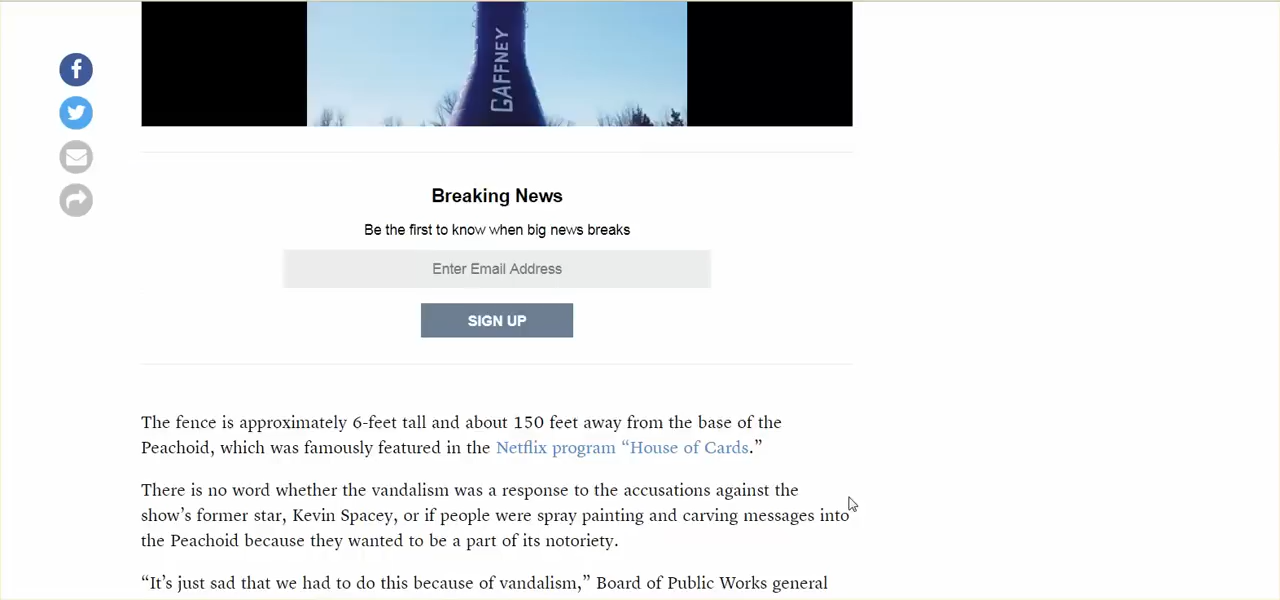 GAFFNEY
Breaking News
Be the first to know when big news breaks
Enter Email Address
SIGN UP
The fence is approximately 6-feet tall and about 150 feet away from the base of the
Peachoid, which was famously featured in the Netflix program “House of Cards.”
There is no word whether the vandalism was a response to the accusations against the
show’s former star, Kevin Spacey, or if people were spray painting and carving messages into
the Peachoid because they wanted to be a part of its notoriety.
“It’s just sad that we had to do this because of vandalism,” Board of Public Works general